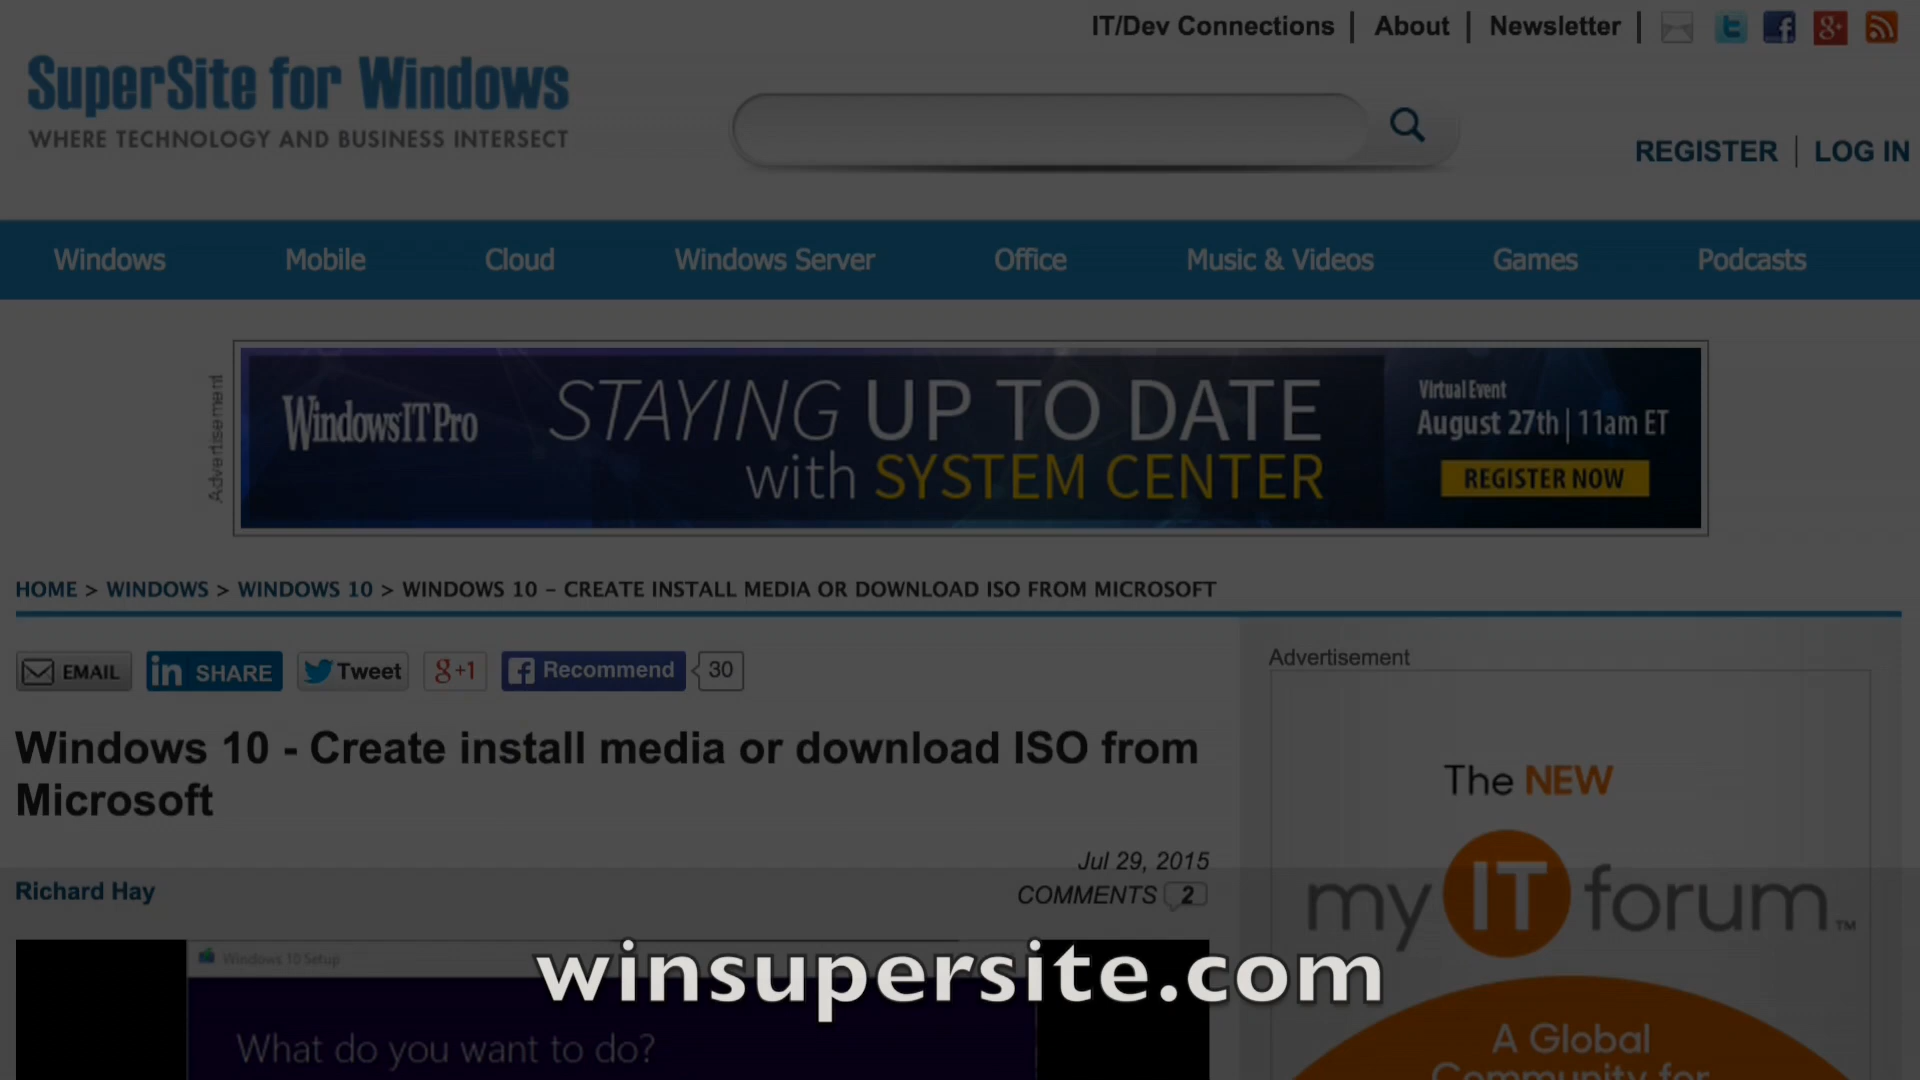 IT/Dev Connections | About | Newsletter |
SuperSite for Windows
WHERE TECHNOLOGY AND BUSINESS INTERSECT
REGISTER | LOG IN
Windows Mobile Cloud Windows Server Office Music & Videos Games Podcasts
Advertisement
WindowsITPro
STAYING UP TO DATE
with SYSTEM CENTER
Virtual Event
August 27th | 11am ET
REGISTER NOW
HOME > WINDOWS > WINDOWS 10 > WINDOWS 10 – CREATE INSTALL MEDIA OR DOWNLOAD ISO FROM MICROSOFT
EMAIL in SHARE Tweet g+1 f Recommend 30
Windows 10 - Create install media or download ISO from
Microsoft
Jul 29, 2015
Richard Hay
COMMENTS 2
Windows 10 Setup
What do you want to do?
winsupersite.com
Advertisement
The NEW
myITforum™
A Global
Community for